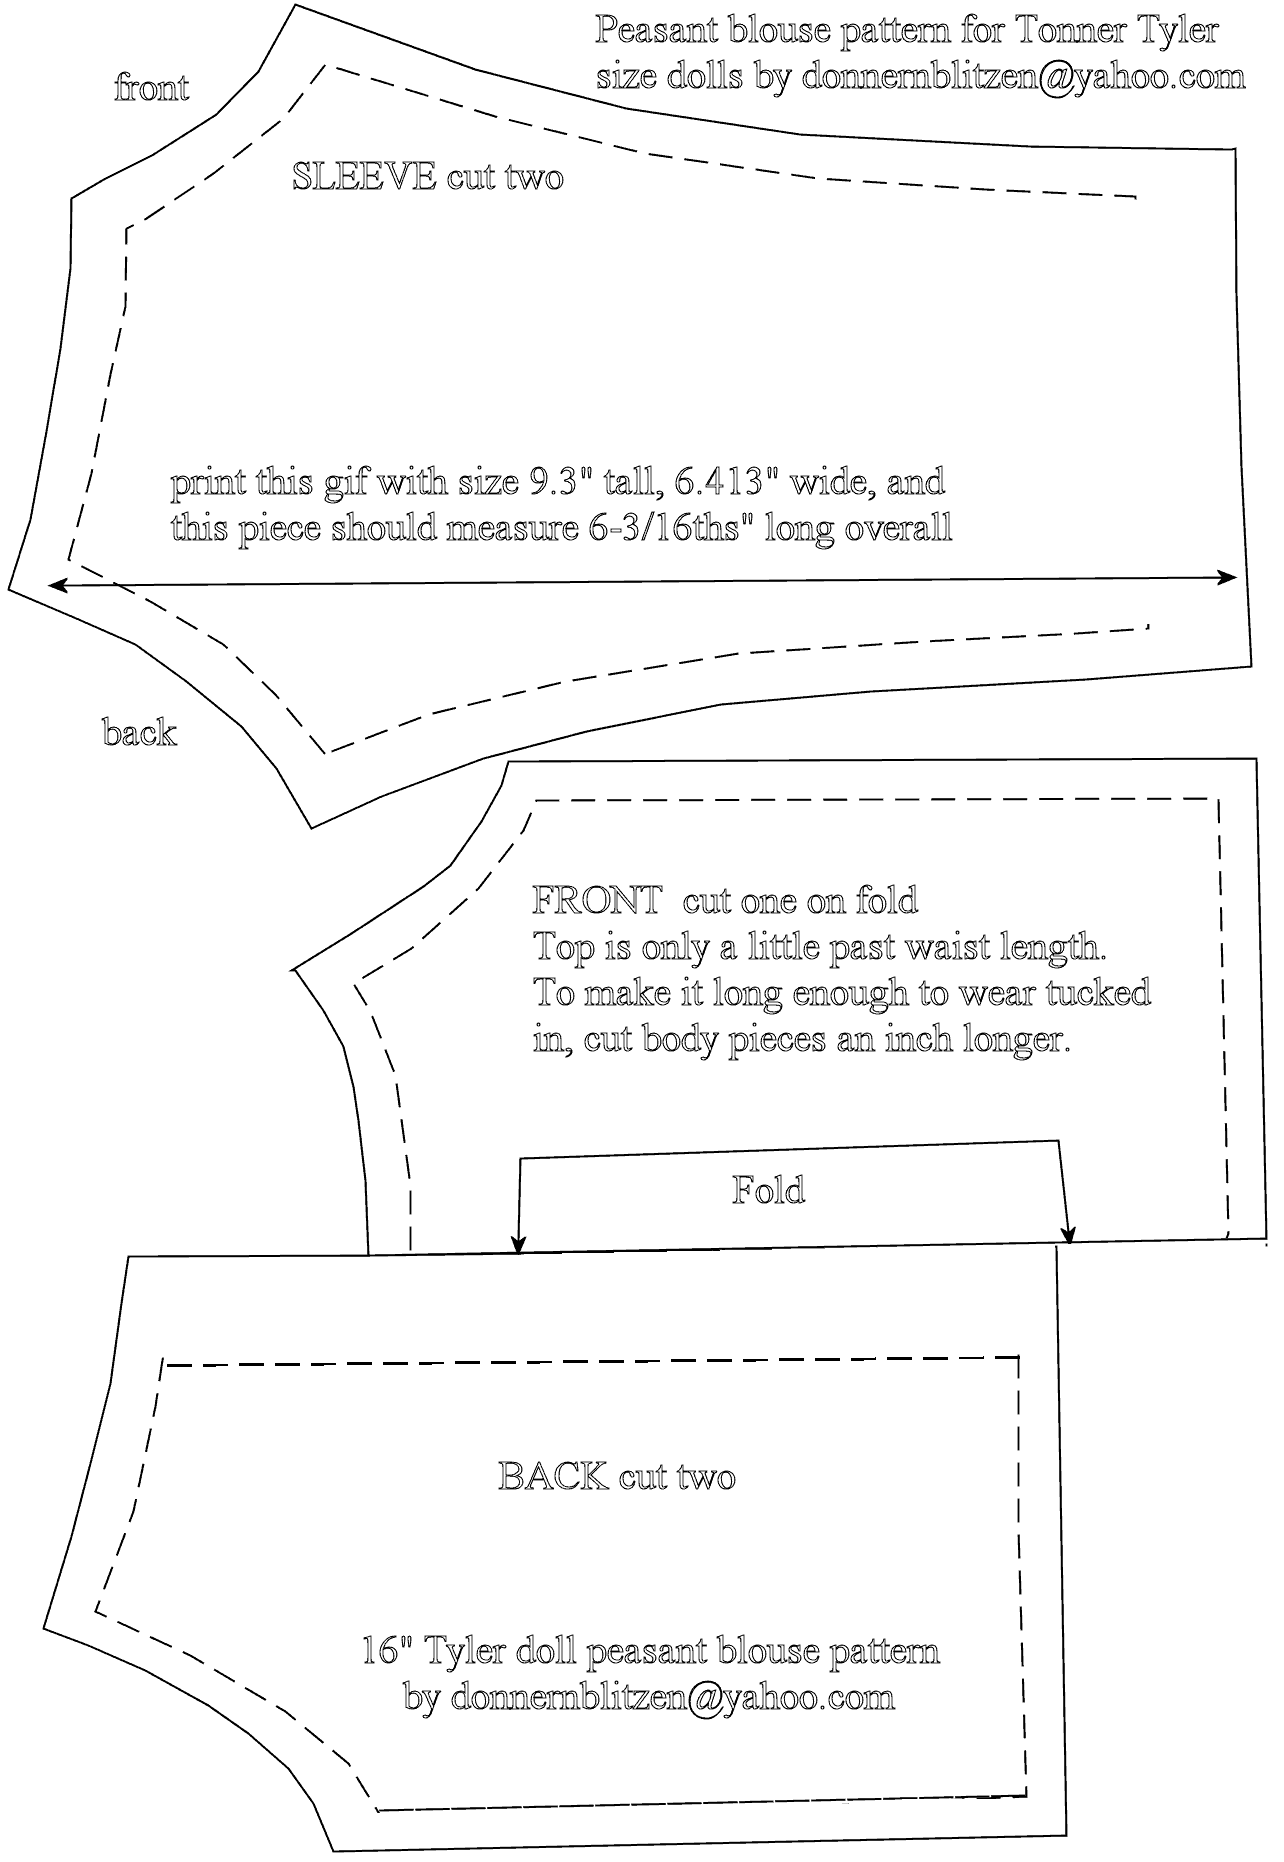 Peasant blouse pattern for Tonner Tyler
size dolls by donnernblitzen@yahoo.com
front
SLEEVE cut two
print this gif with size 9.3" tall, 6.413" wide, and
this piece should measure 6-3/16ths" long overall
back
FRONT  cut one on fold
Top is only a little past waist length.
To make it long enough to wear tucked
in, cut body pieces an inch longer.
Fold
BACK cut two
16" Tyler doll peasant blouse pattern
by donnernblitzen@yahoo.com